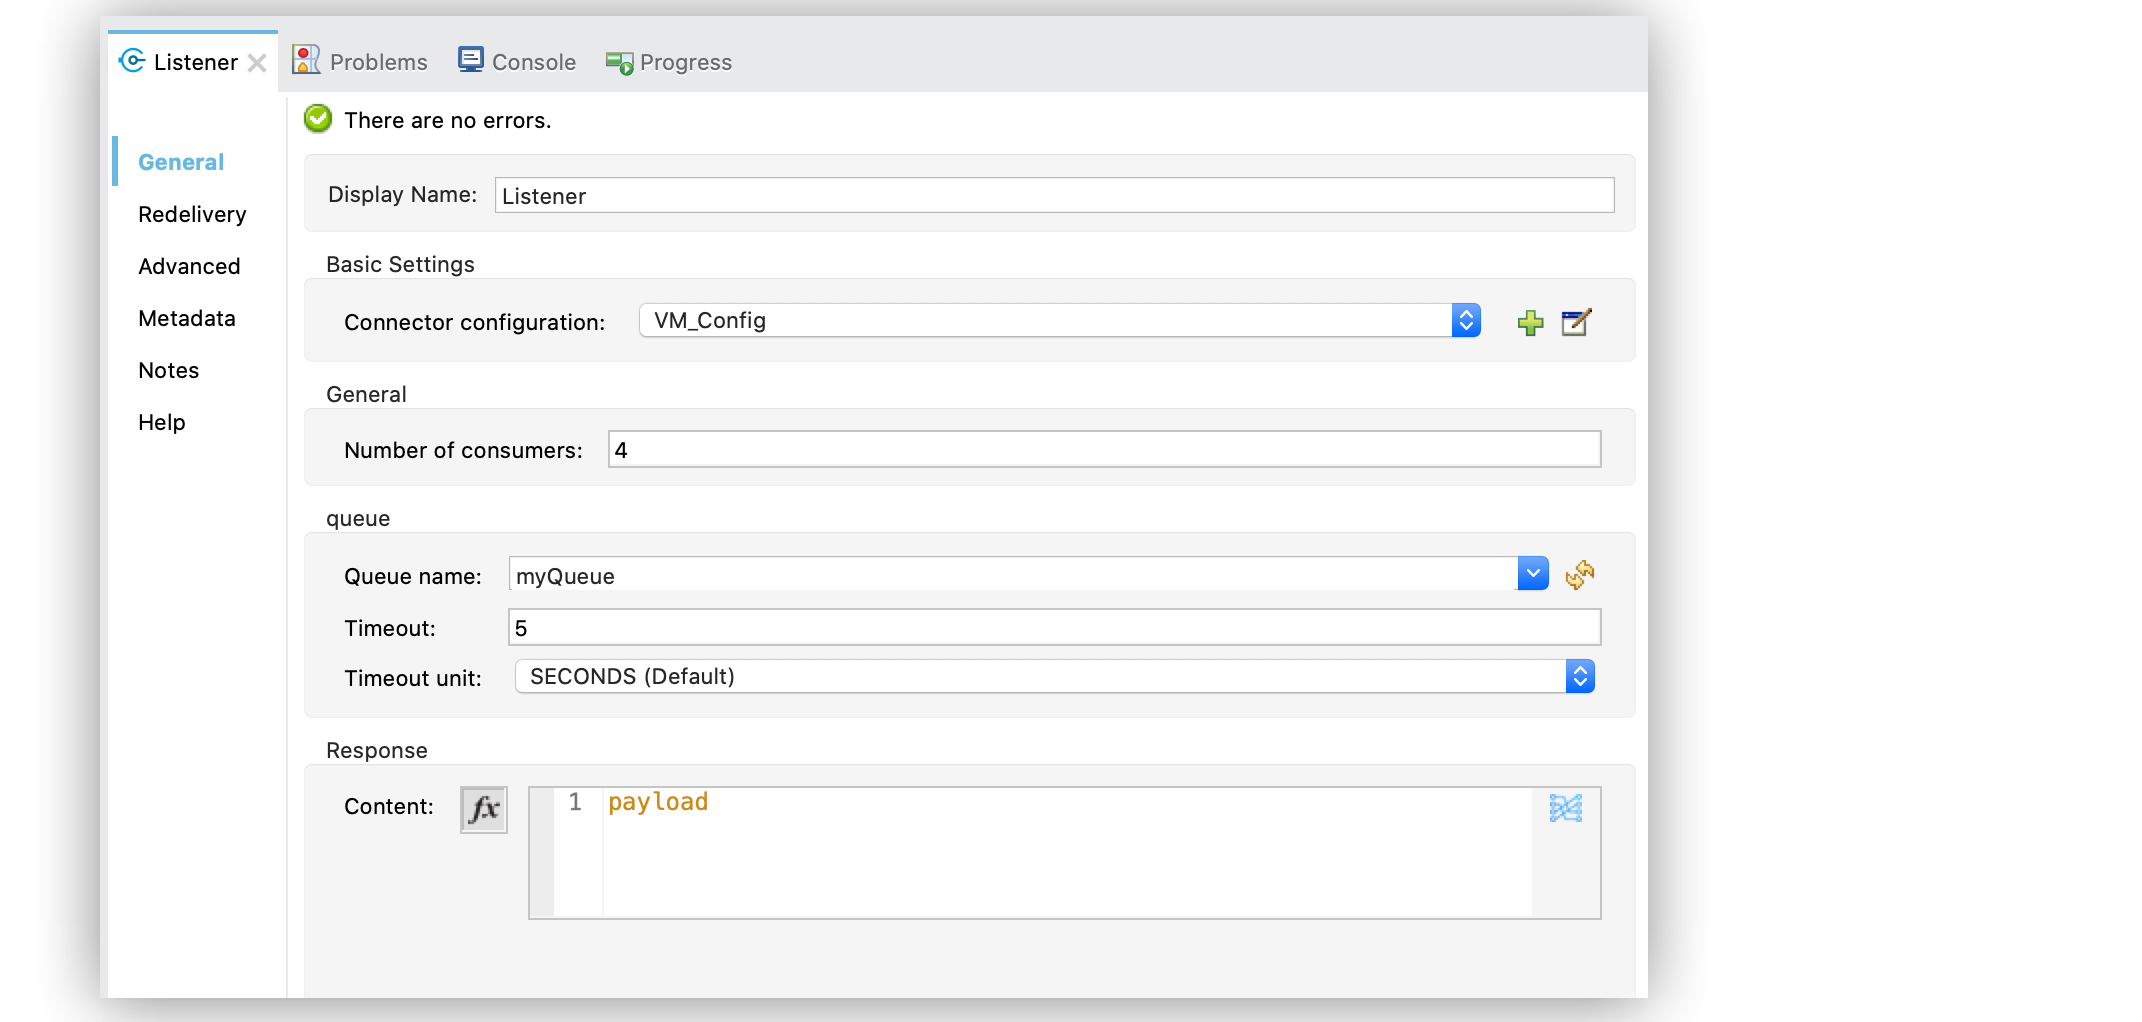 Listener Problems Console Progress
There are no errors.
General
Redelivery
Advanced
Metadata
Notes
Help
Display Name: Listener
Basic Settings
Connector configuration: VM_Config
General
Number of consumers: 4
queue
Queue name: myQueue
Timeout: 5
Timeout unit: SECONDS (Default)
Response
Content: fx 1 payload